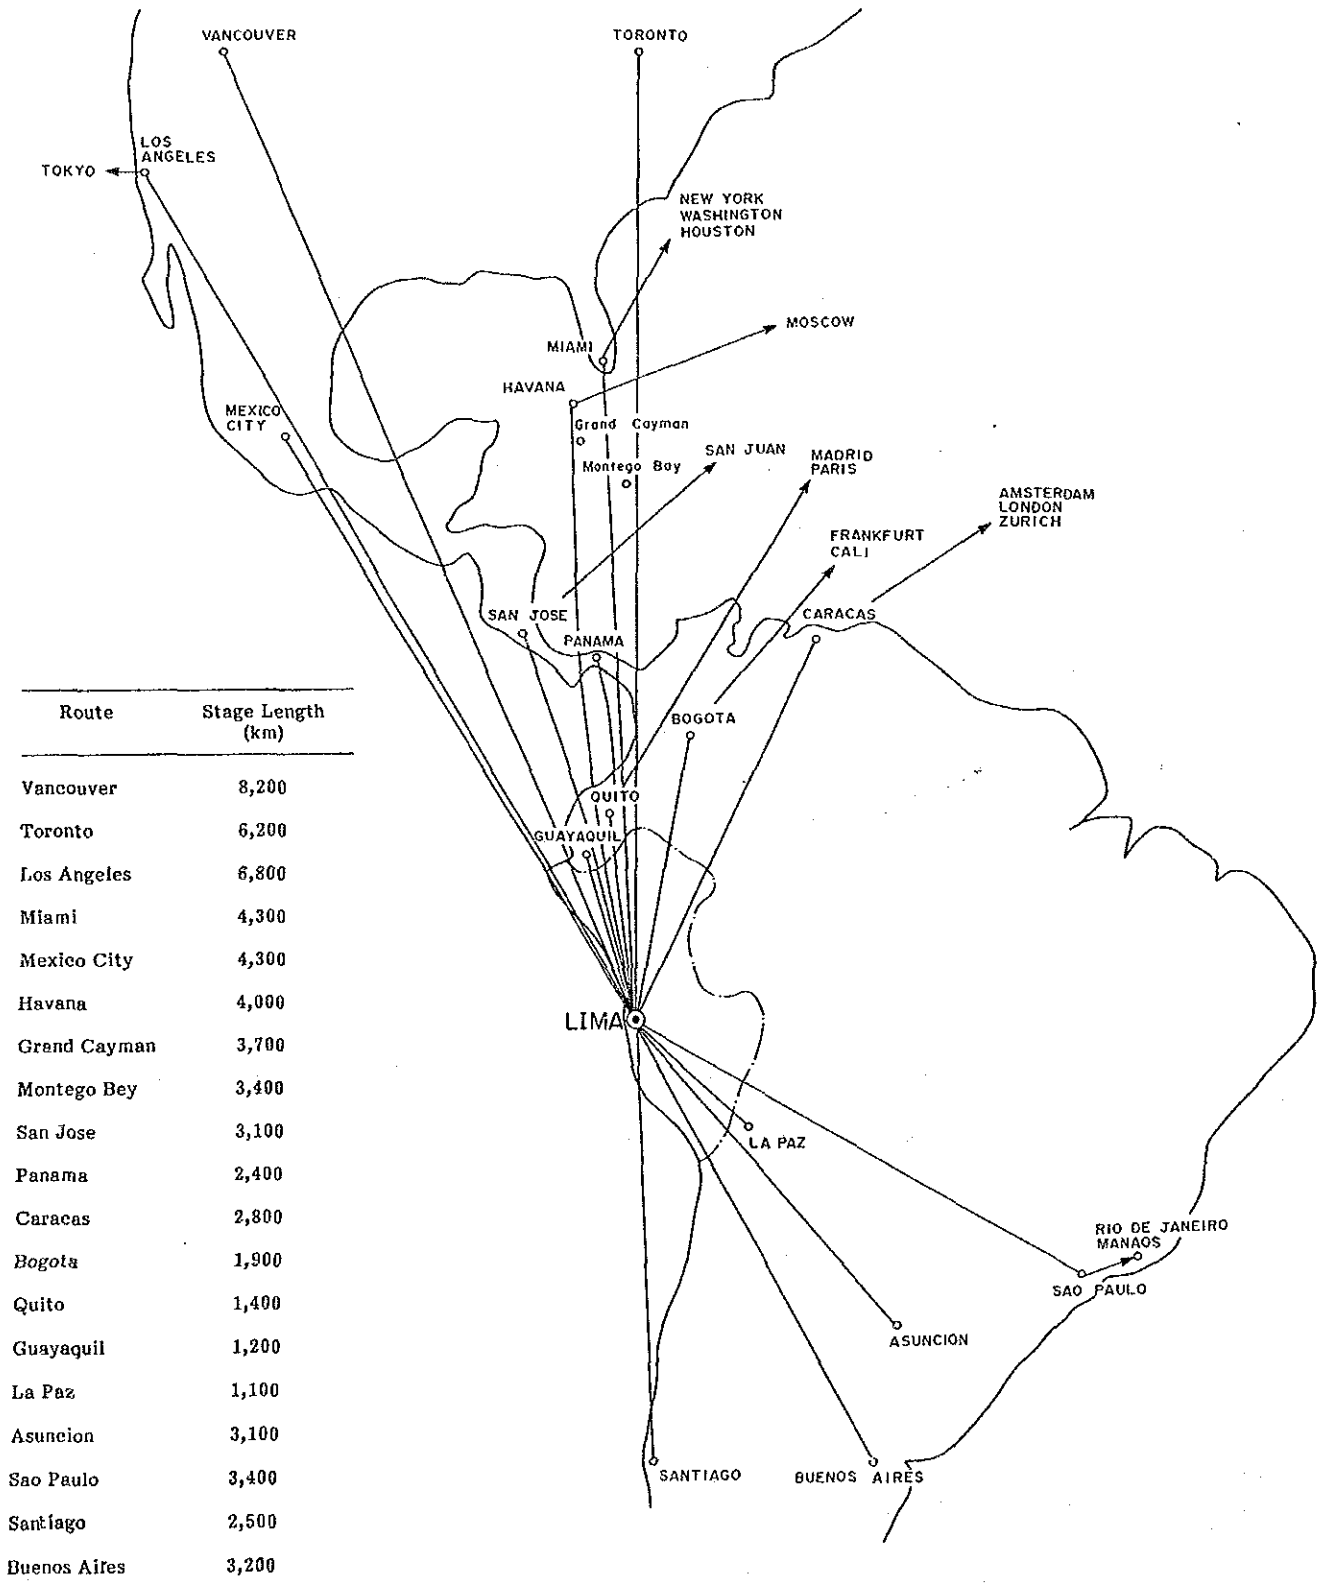 VANCOUVER
TORONTO
LOS
ANGELES
TOKYO
NEW YORK
WASHINGTON
HOUSTON
MOSCOW
MIAMI
HAVANA
MEXICO
CITY
Grand Cayman
Montego Bay
SAN JUAN
MADRID
PARIS
AMSTERDAM
LONDON
ZURICH
FRANKFURT
CALI
SAN JOSE
CARACAS
PANAMA
BOGOTA
QUITO
GUAYAQUIL
LIMA
LA PAZ
RIO DE JANEIRO
MANAOS
SAO PAULO
ASUNCION
SANTIAGO
BUENOS AIRES
Route Stage Length
(km)
Vancouver 8,200
Toronto 6,200
Los Angeles 6,800
Miami 4,300
Mexico City 4,300
Havana 4,000
Grand Cayman 3,700
Montego Bey 3,400
San Jose 3,100
Panama 2,400
Caracas 2,800
Bogota 1,900
Quito 1,400
Guayaquil 1,200
La Paz 1,100
Asuncion 3,100
Sao Paulo 3,400
Santiago 2,500
Buenos Aires 3,200